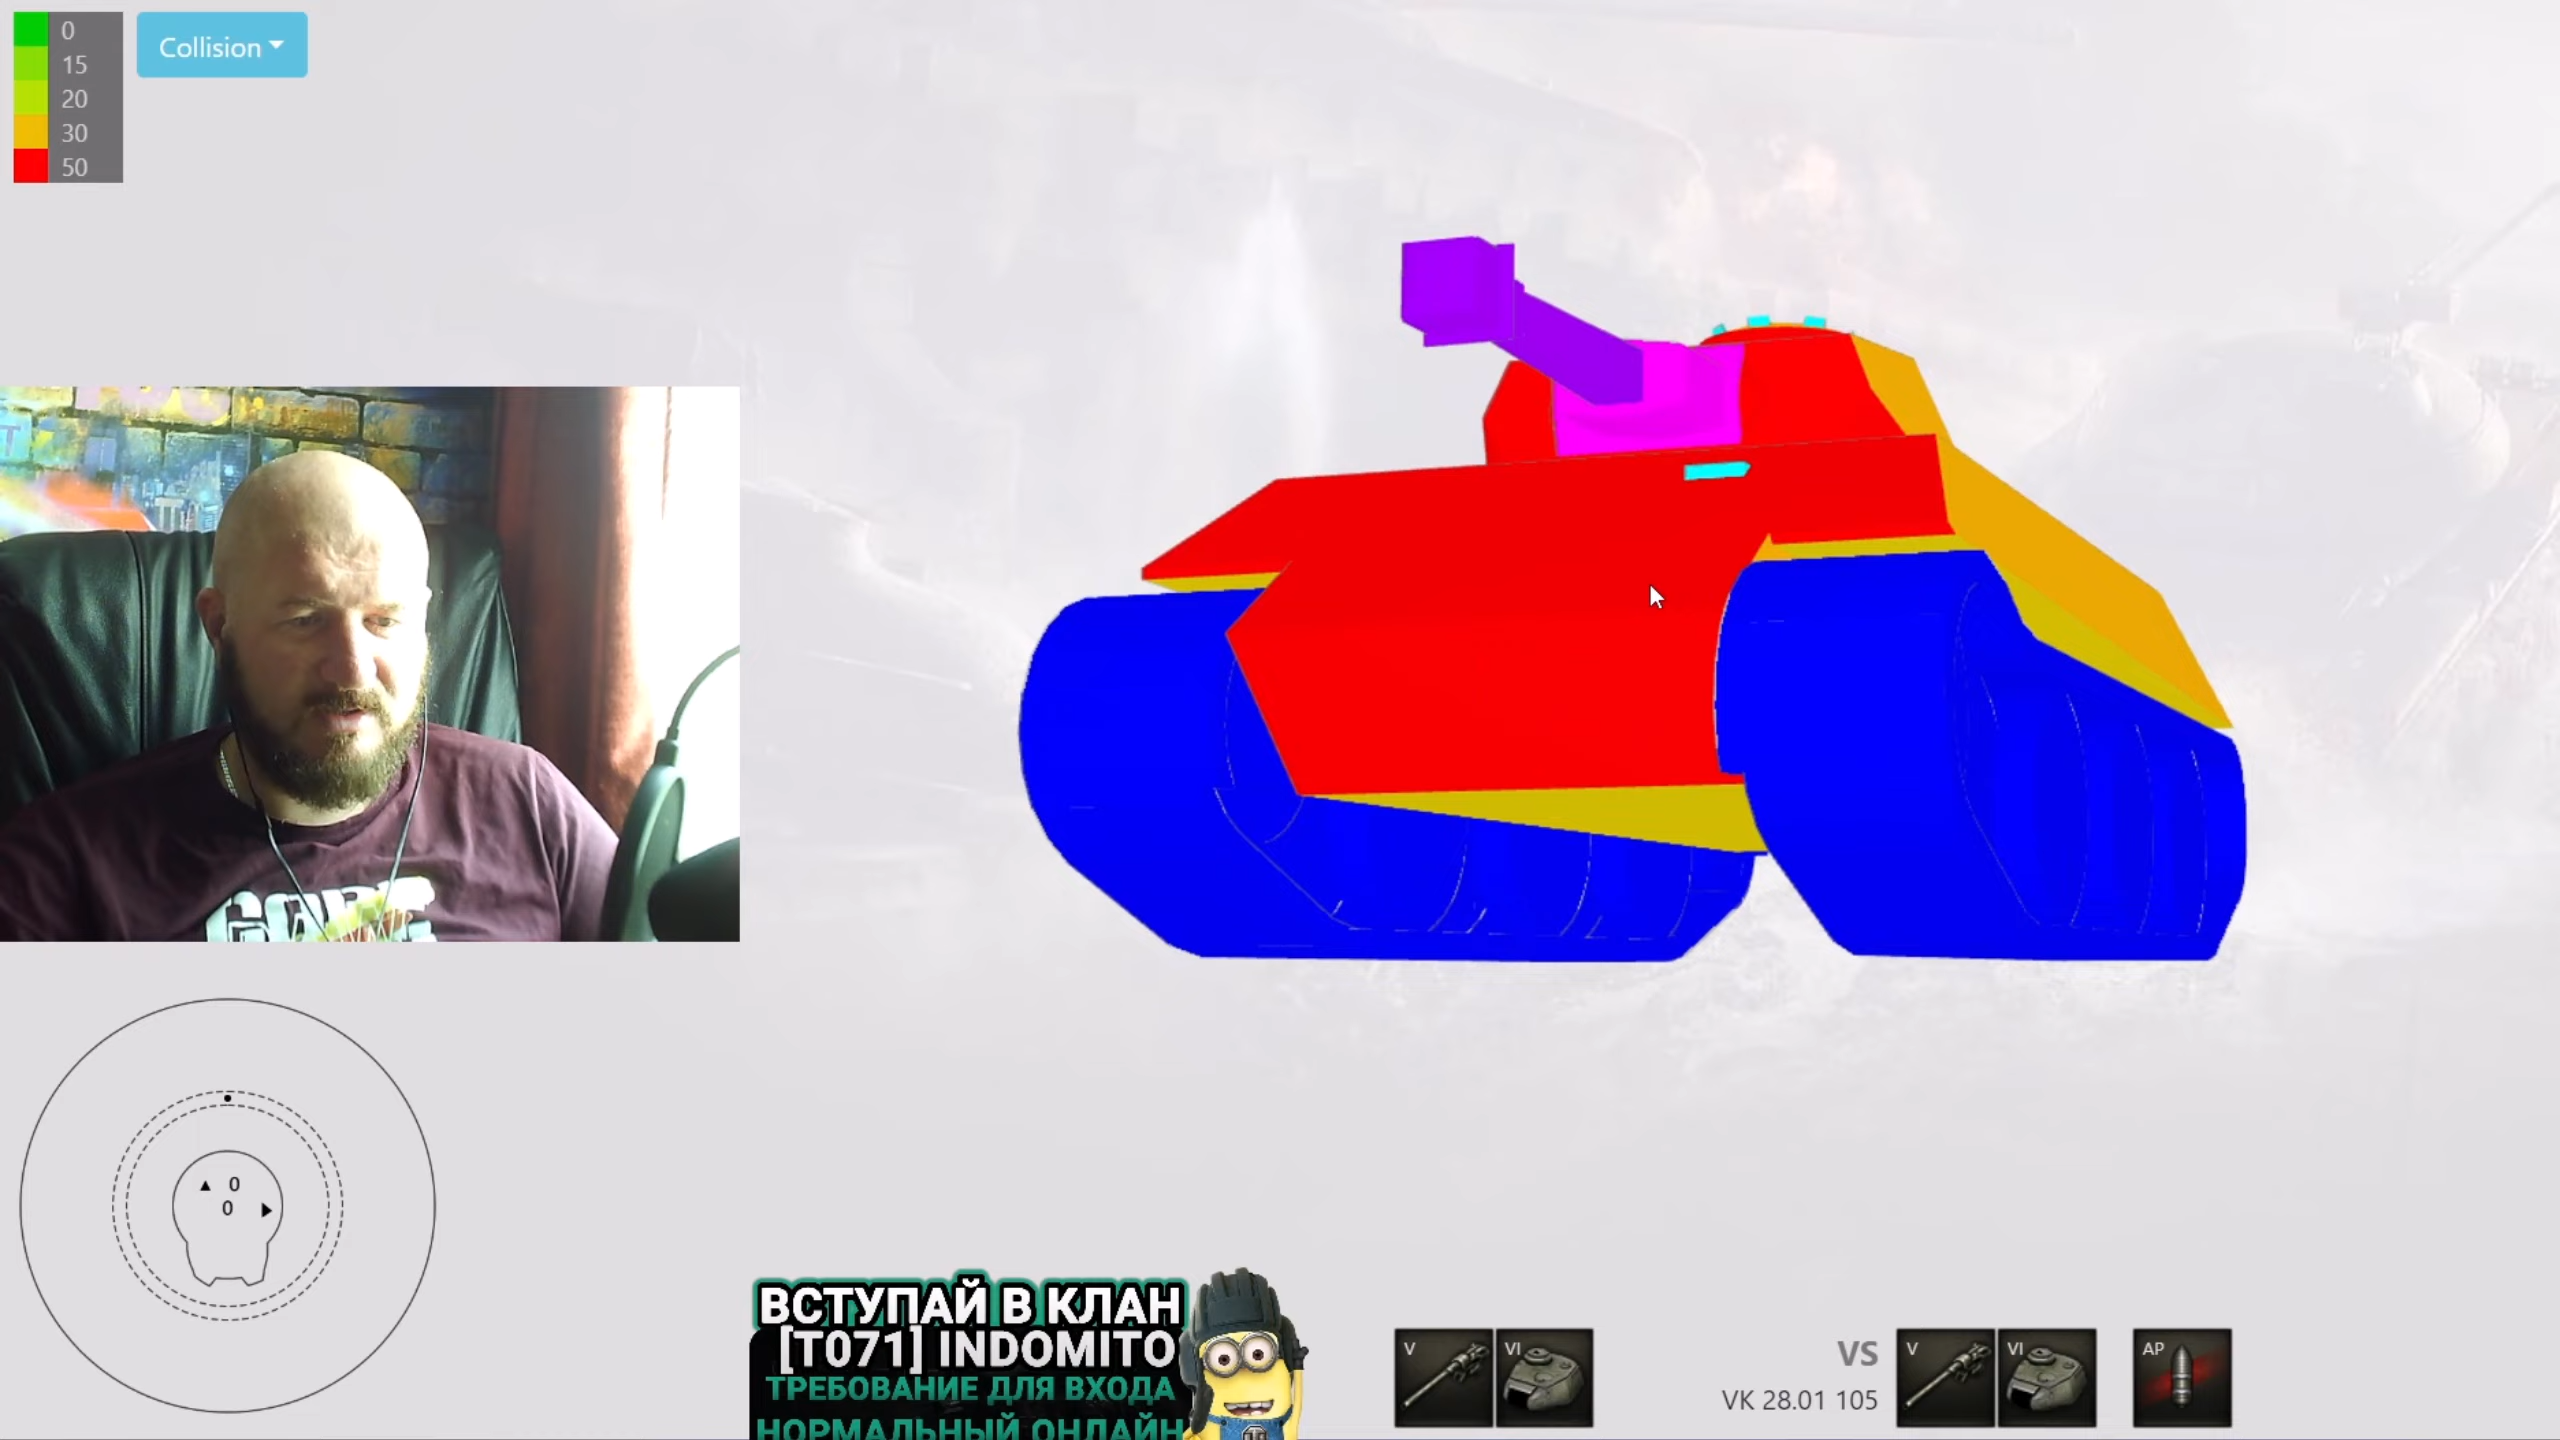 0
15
20
30
50
Collision
0
0
ВСТУПАЙ В КЛАН
[T071] INDOMITO
ТРЕБОВАНИЕ ДЛЯ ВХОДА
НОРМАЛЬНЫЙ ОНЛАЙН
V
VI
VS
VK 28.01 105
V
VI
AP